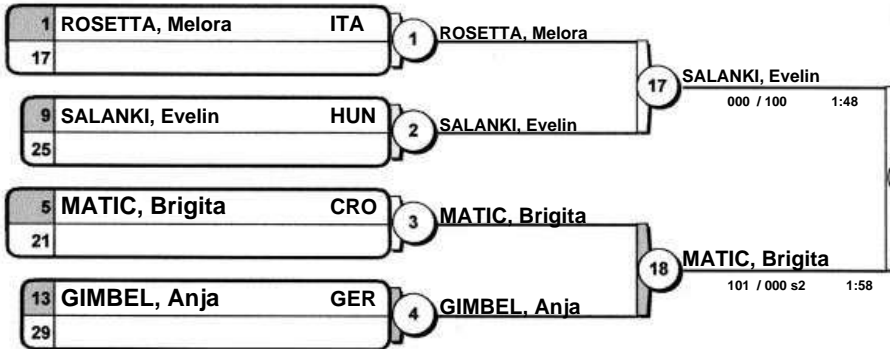 1 ROSETTA, Melora ITA
17
1 ROSETTA, Melora
9 SALANKI, Evelin HUN
25
2 SALANKI, Evelin
17 SALANKI, Evelin
000 / 100 1:48
5 MATIC, Brigita CRO
21
3 MATIC, Brigita
13 GIMBEL, Anja GER
29
4 GIMBEL, Anja
18 MATIC, Brigita
101 / 000 s2 1:58